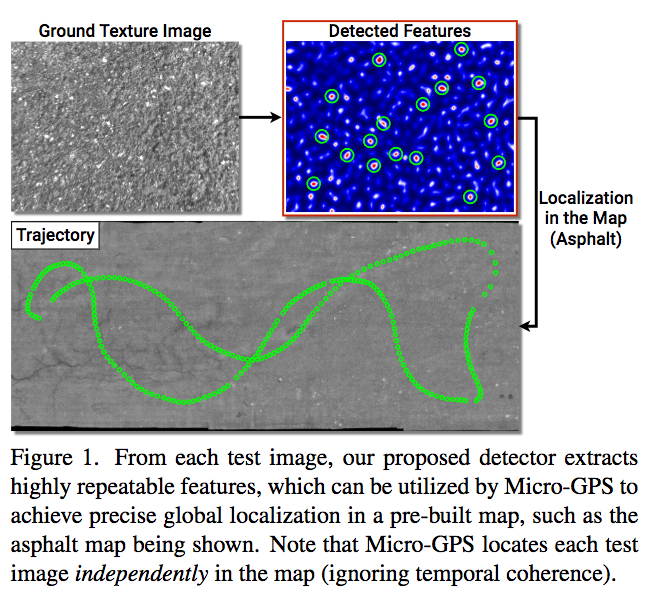 Ground Texture Image
Detected Features
Localization
in the Map
(Asphalt)
Trajectory
Figure 1. From each test image, our proposed detector extracts
highly repeatable features, which can be utilized by Micro-GPS to
achieve precise global localization in a pre-built map, such as the
asphalt map being shown. Note that Micro-GPS locates each test
image independently in the map (ignoring temporal coherence).